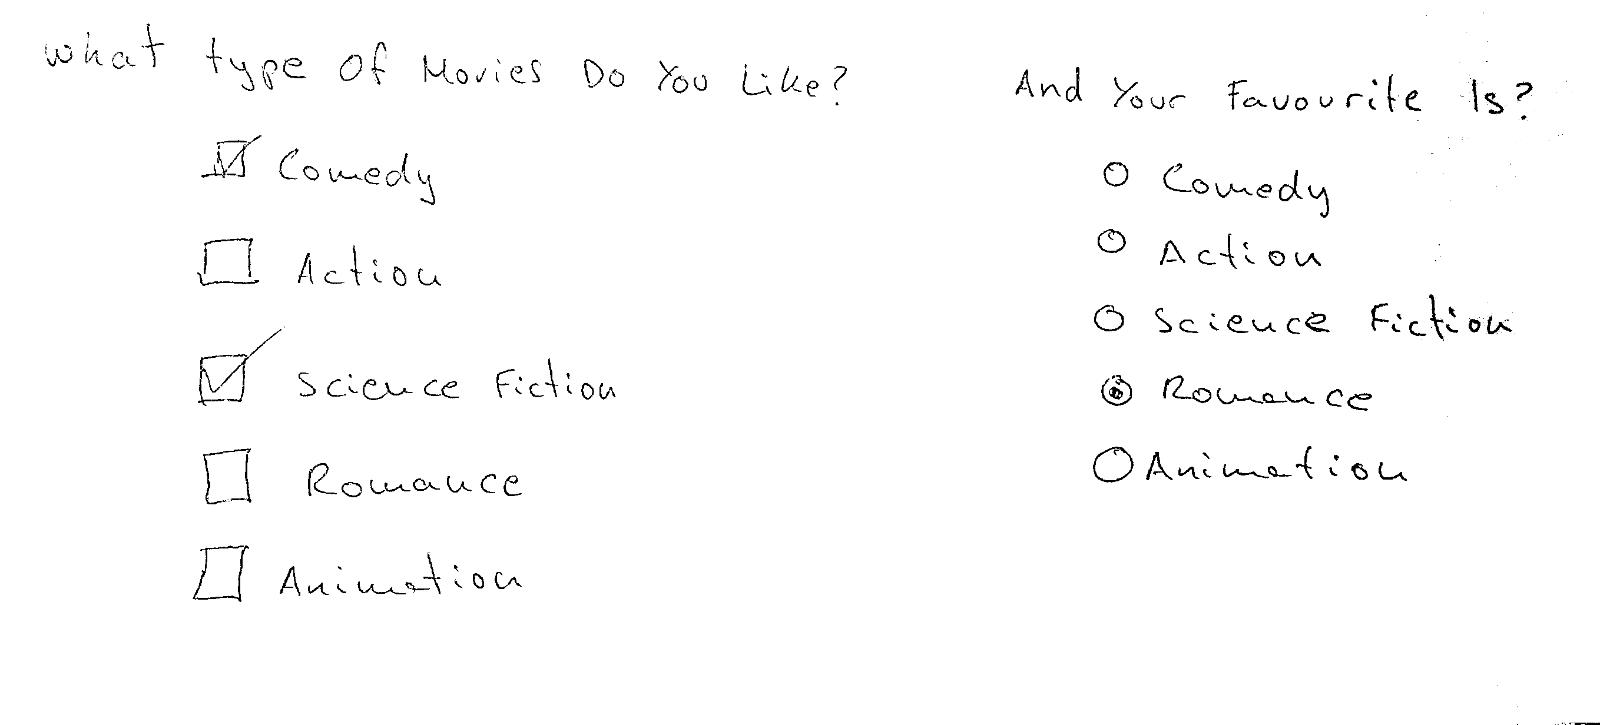 What type Of Movies Do You Like?
Comedy
Action
Science Fiction
Romance
Animation
And Your Favourite Is?
Comedy
Action
Science Fiction
Romance
Animation